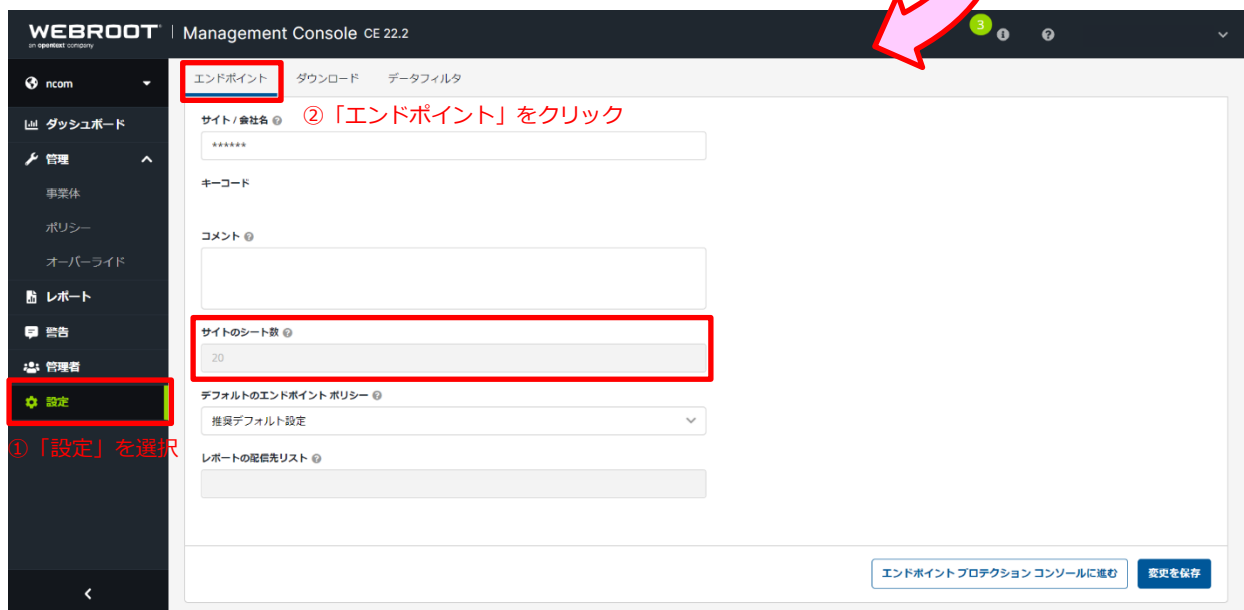 WEBROOT
an opentext company
Management Console CE 22.2
3
ncom
エンドポイント ダウンロード データフィルタ
②「エンドポイント」をクリック
ダッシュボード
管理
事業体
ポリシー
オーバーライド
レポート
警告
管理者
設定
①「設定」を選択
サイト / 会社名
******
キーコード
コメント
サイトのシート数
20
デフォルトのエンドポイント ポリシー
推奨デフォルト設定
レポートの配信先リスト
エンドポイント プロテクション コンソールに進む
変更を保存